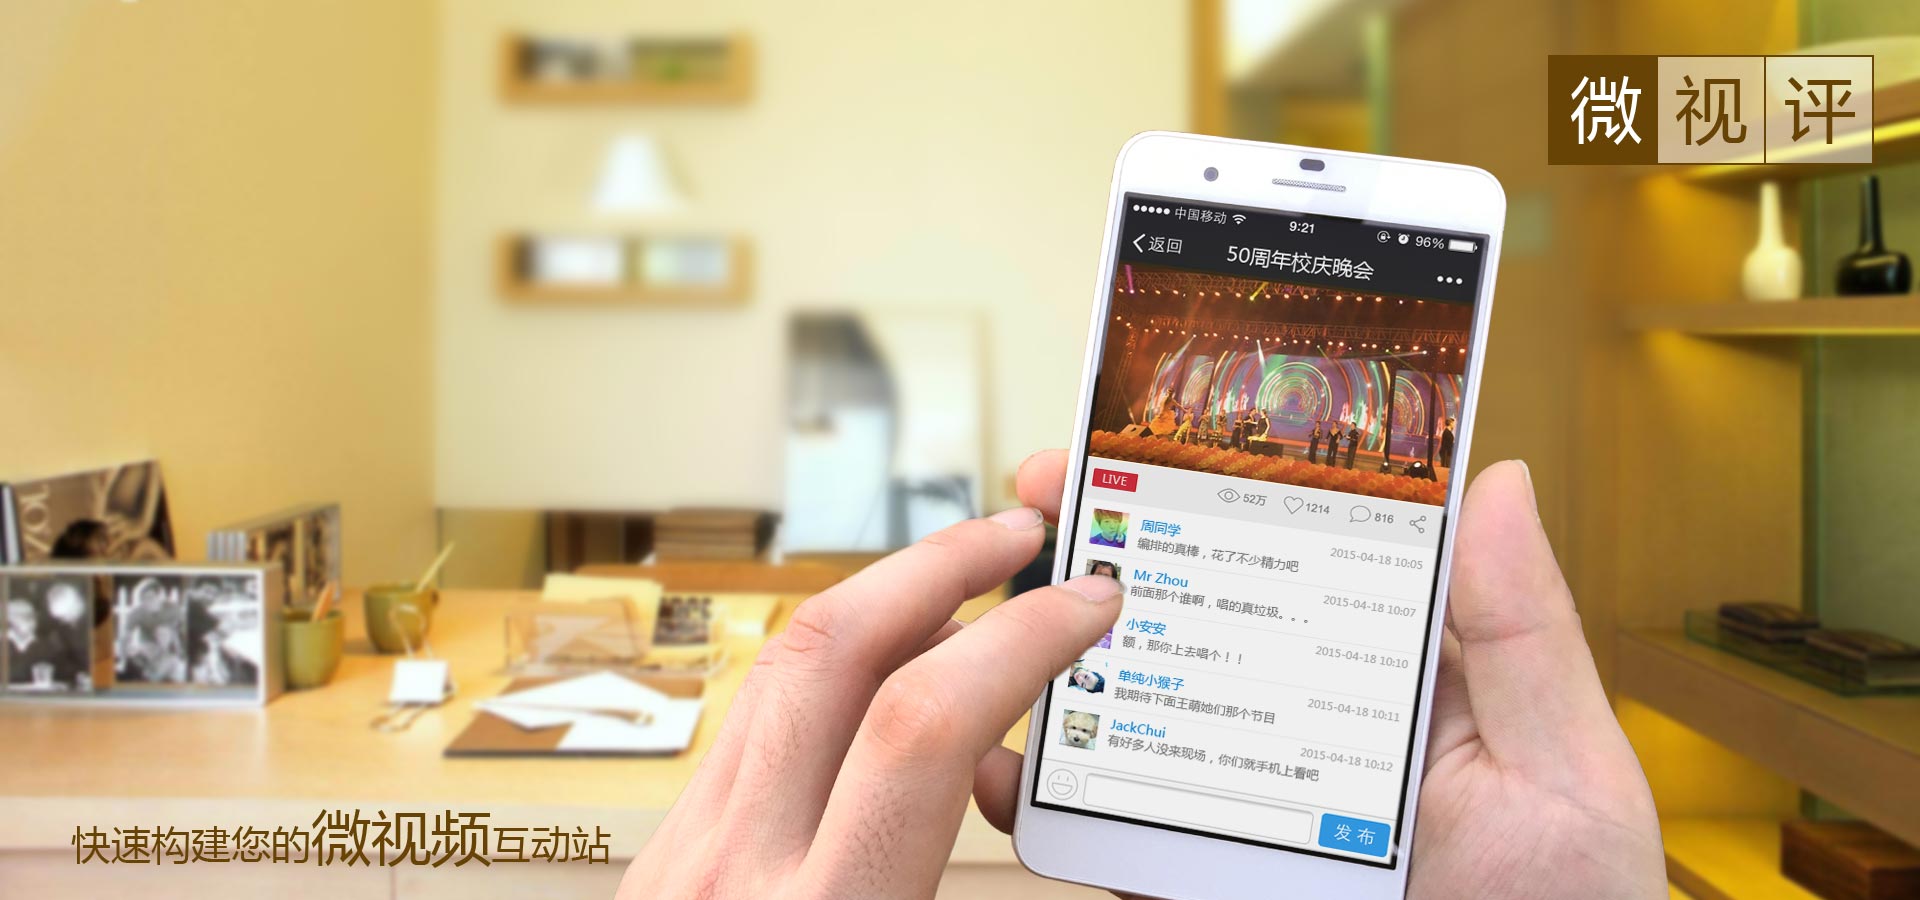 微视评
中国移动 9:21 96%
返回 50周年校庆晚会
LIVE 52万 1214 816
周同学 2015-04-18 10:05
编排的真棒，花了不少精力吧
Mr Zhou 2015-04-18 10:07
前面那个谁啊，唱的真垃圾。。。
小安安 2015-04-18 10:10
额，那你上去唱个！！
单纯小猴子 2015-04-18 10:11
我期待下面王萌她们那个节目
JackChui 2015-04-18 10:12
有好多人没来现场，你们就手机上看吧
发布
快速构建您的微视频互动站